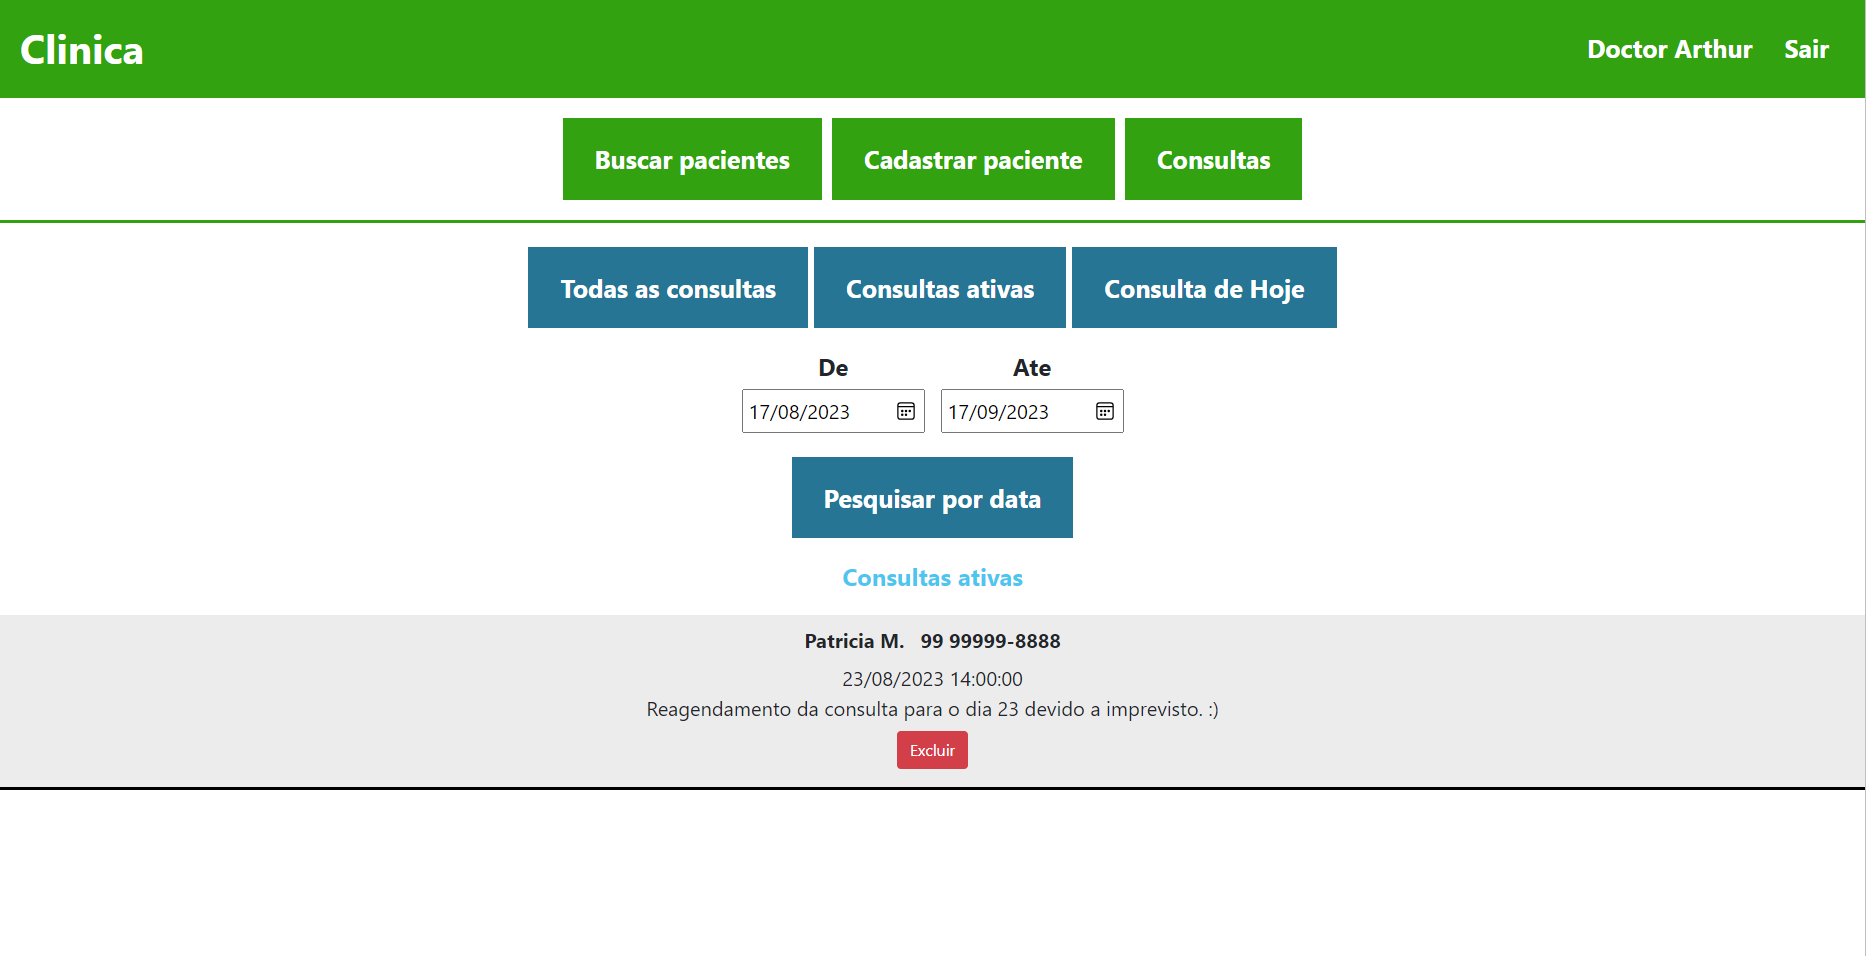 Clinica
Doctor Arthur Sair
Buscar pacientes Cadastrar paciente Consultas
Todas as consultas Consultas ativas Consulta de Hoje
De Ate
17/08/2023 17/09/2023
Pesquisar por data
Consultas ativas
Patricia M. 99 99999-8888
23/08/2023 14:00:00
Reagendamento da consulta para o dia 23 devido a imprevisto. :)
Excluir